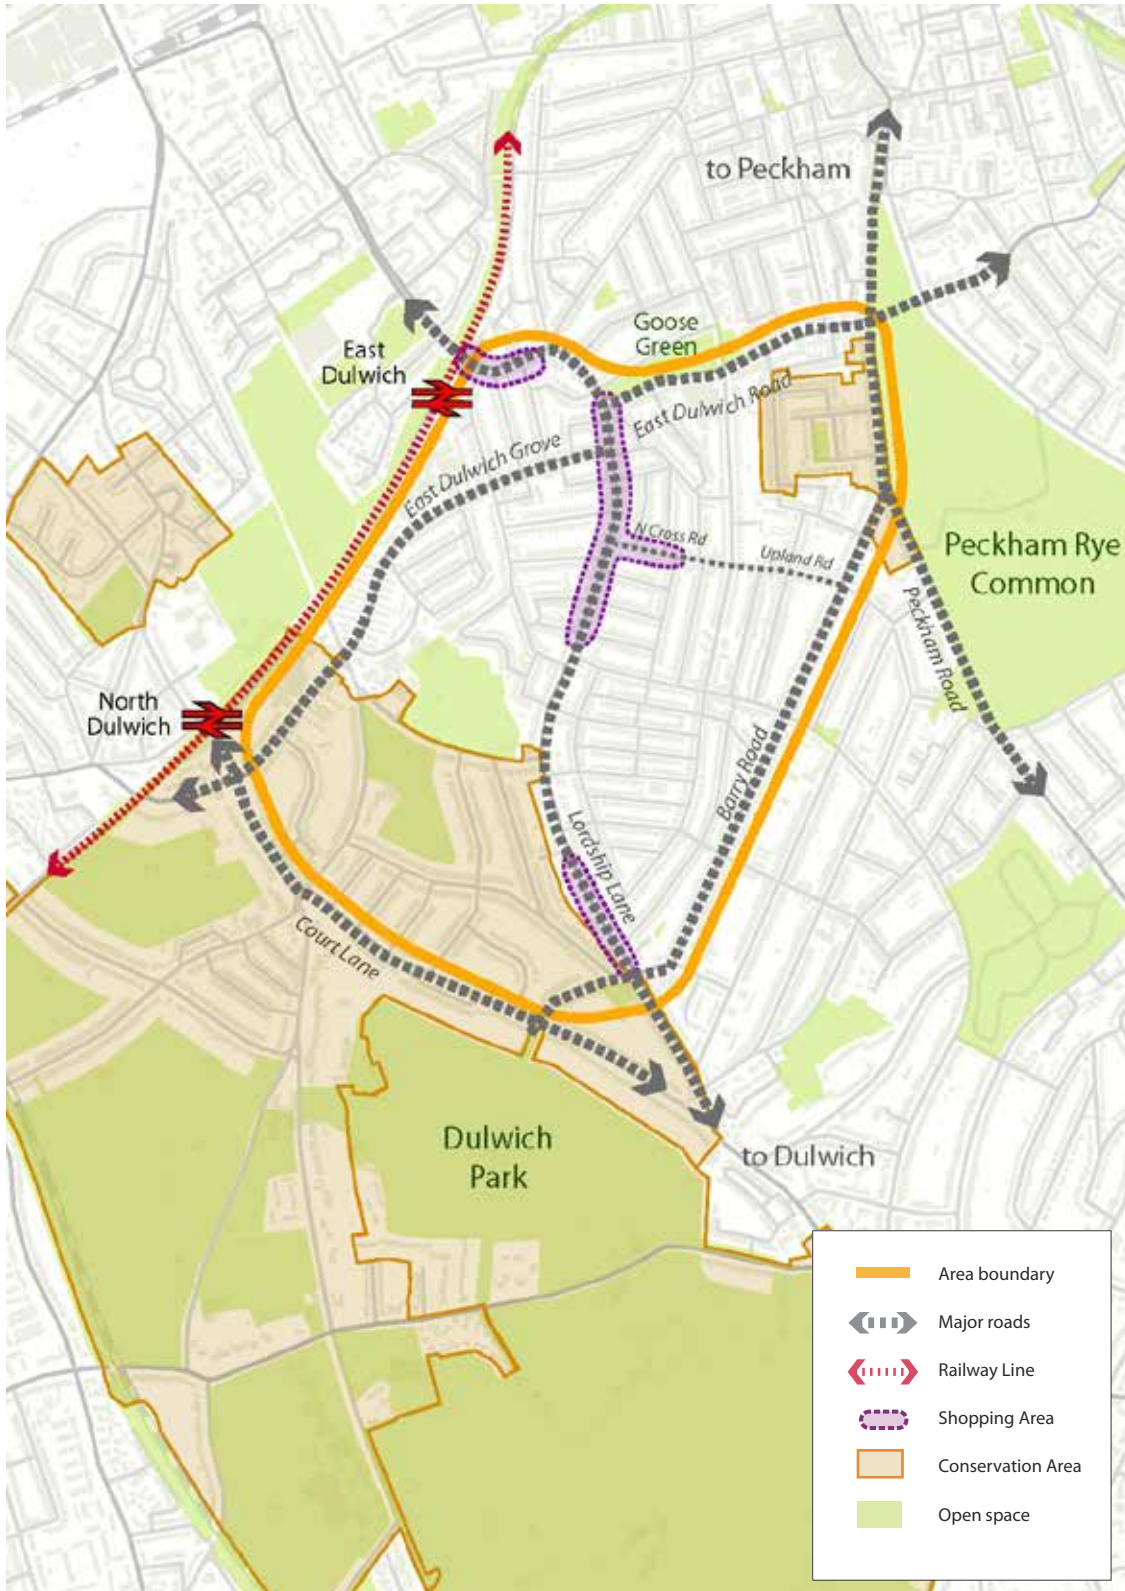 to Peckham
Goose
Green
East
Dulwich
East Dulwich Road
East Dulwich Grove
N Cross Rd
Upland Rd
Peckham Rye
Common
Peckham Road
North
Dulwich
Barry Road
Lordship Lane
Court Lane
Dulwich
Park
to Dulwich
Area boundary
Major roads
Railway Line
Shopping Area
Conservation Area
Open space